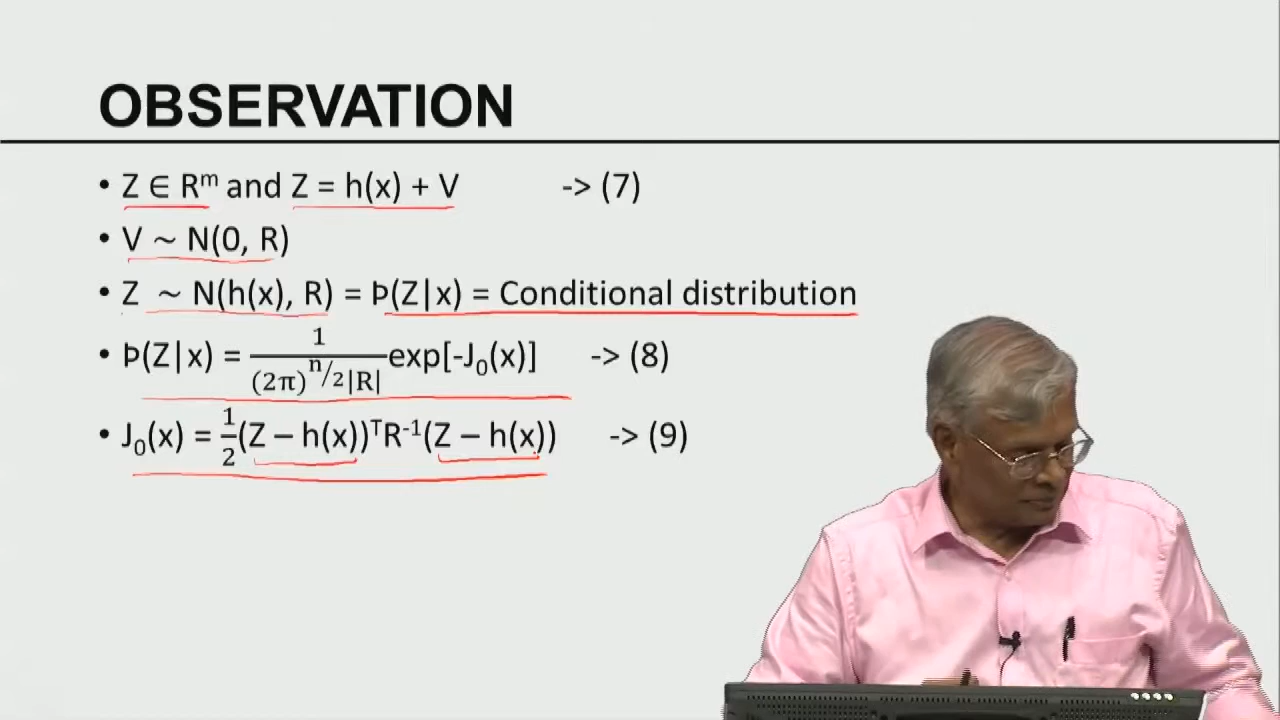 OBSERVATION
• Z ∈ Rᵐ and Z = h(x) + V -> (7)
• V ~ N(0, R)
• Z ~ N(h(x), R) = Þ(Z|x) = Conditional distribution
• Þ(Z|x) = 1/((2π)^(n/2)|R|) exp[-J₀(x)] -> (8)
• J₀(x) = 1/2 (Z – h(x))ᵀR⁻¹(Z – h(x)) -> (9)